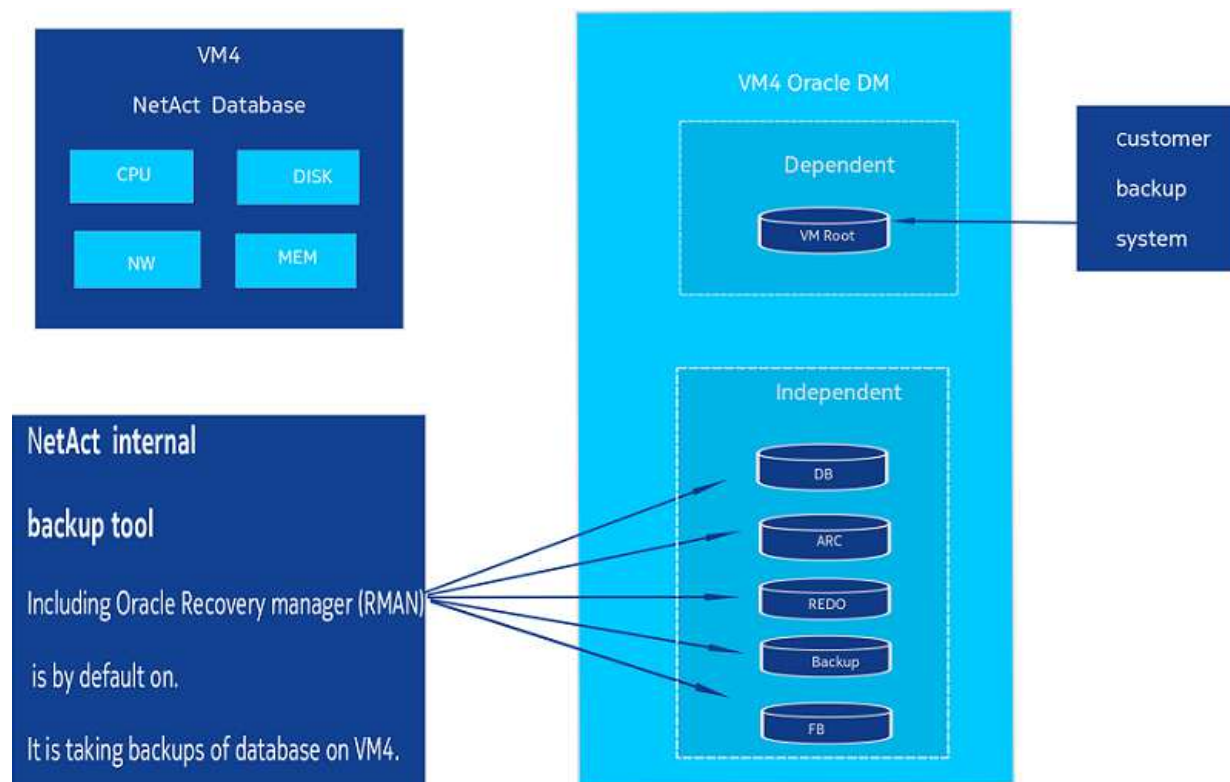 VM4
NetAct Database
CPU
DISK
NW
MEM
NetAct internal
backup tool
Including Oracle Recovery manager (RMAN)
is by default on.
It is taking backups of database on VM4.
VM4 Oracle DM
Dependent
VM Root
Independent
DB
ARC
REDO
Backup
FB
customer
backup
system